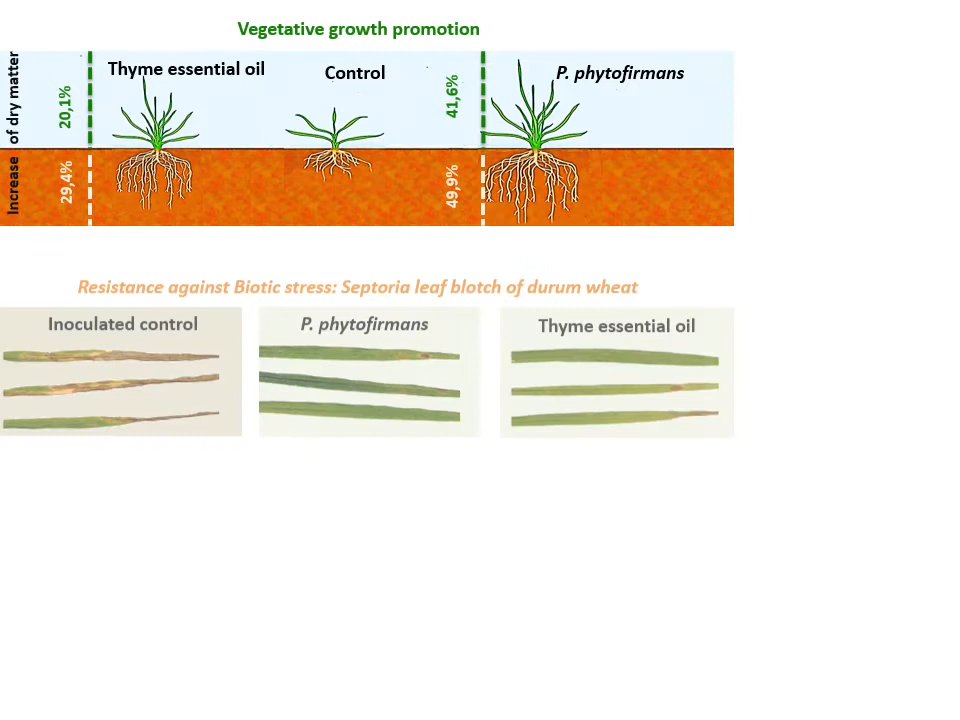 Vegetative growth promotion
Increase of dry matter
20,1%
29,4%
Thyme essential oil
Control
41,6%
49,9%
P. phytofirmans
Resistance against Biotic stress: Septoria leaf blotch of durum wheat
Inoculated control
P. phytofirmans
Thyme essential oil